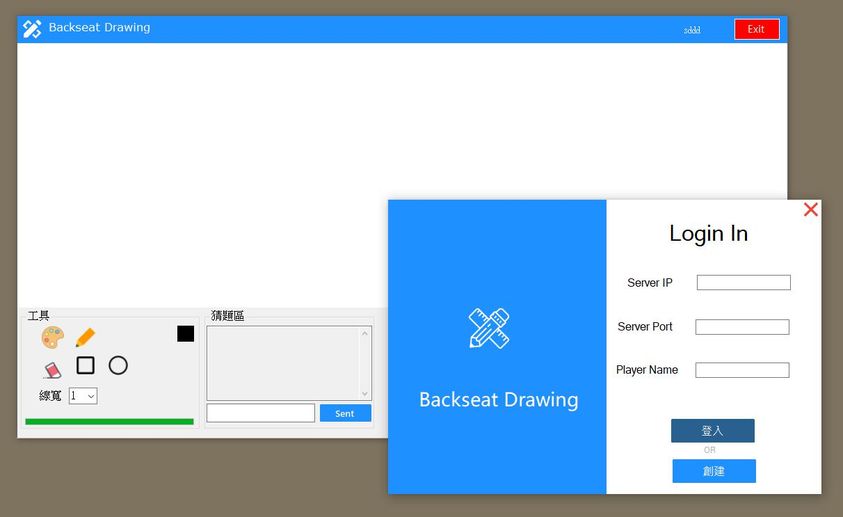 Backseat Drawing
sddd
Exit
工具
線寬
1
猜題區
Sent
Backseat Drawing
Login In
Server IP
Server Port
Player Name
登入
OR
創建